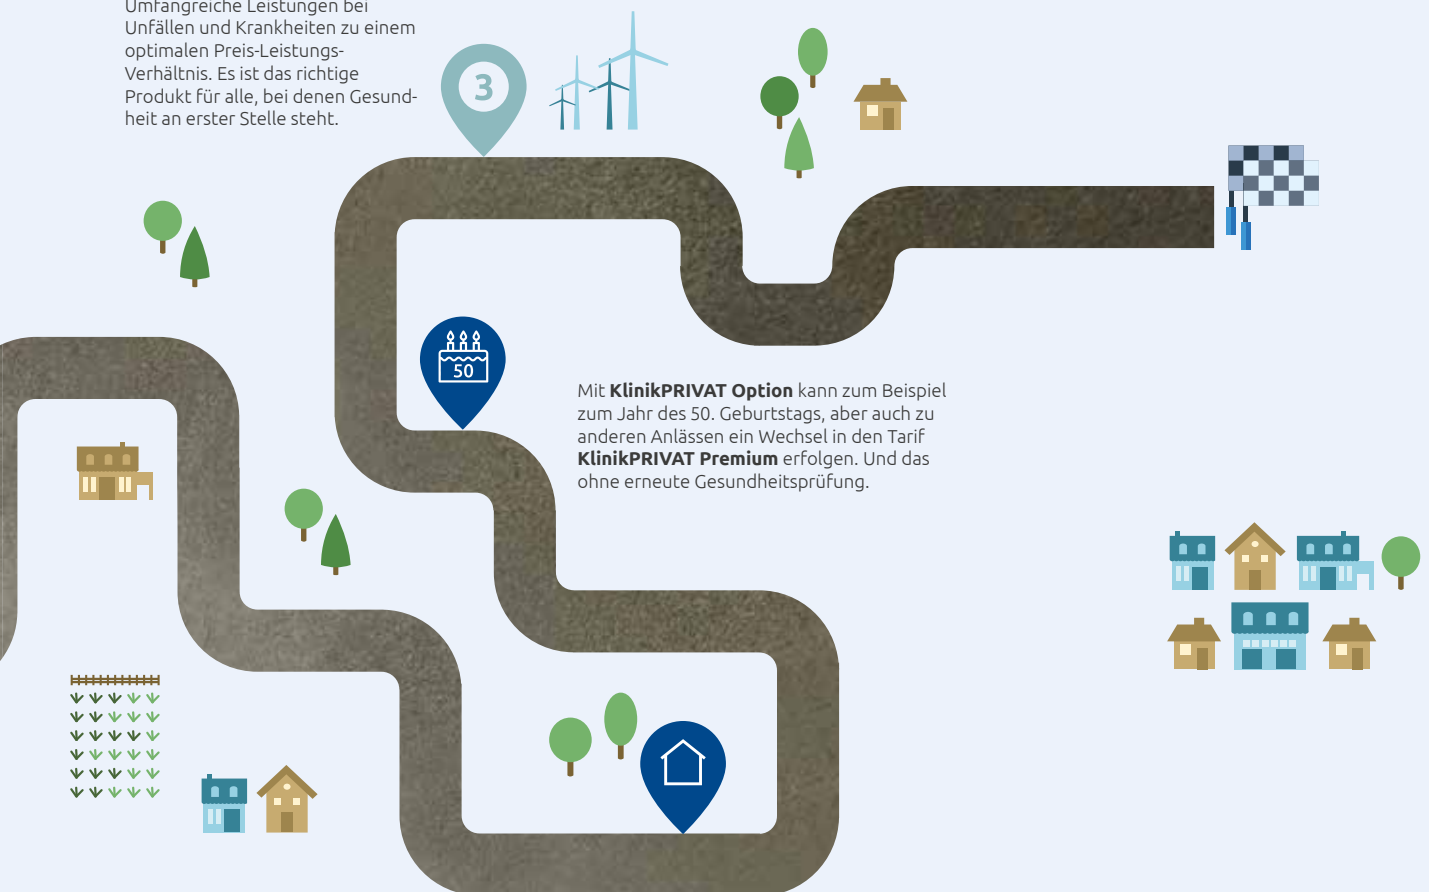 Umfangreiche Leistungen bei
Unfällen und Krankheiten zu einem
optimalen Preis-Leistungs-
Verhältnis. Es ist das richtige
Produkt für alle, bei denen Gesund-
heit an erster Stelle steht.
3
50
Mit KlinikPRIVAT Option kann zum Beispiel
zum Jahr des 50. Geburtstags, aber auch zu
anderen Anlässen ein Wechsel in den Tarif
KlinikPRIVAT Premium erfolgen. Und das
ohne erneute Gesundheitsprüfung.